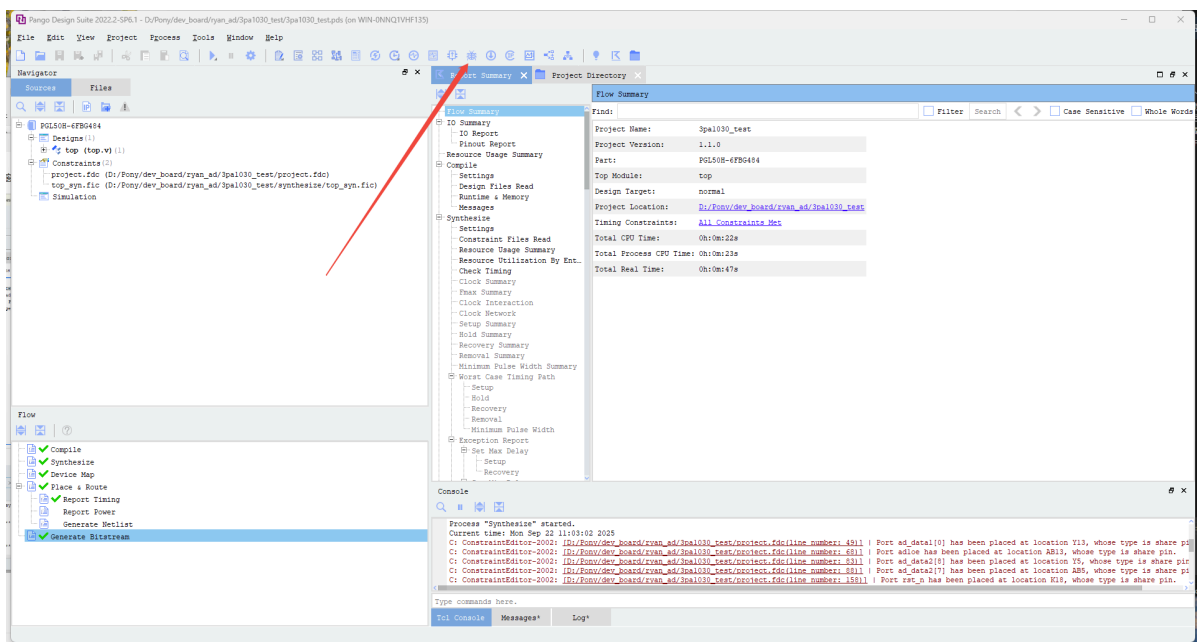 Pango Design Suite 2022.2-SP6.1 - D:/Pony/dev_board/ryan_ad/3pa1030_test/3pa1030_test.pds (on WIN-0NNQ1VHF135)
File Edit View Project Process Tools Window Help
Navigator
Sources Files
PGL50H-6FBG484
Designs(1)
top (top.v)(1)
Constraints(2)
project.fdc (D:/Pony/dev_board/ryan_ad/3pa1030_test/project.fdc)
top_syn.fic (D:/Pony/dev_board/ryan_ad/3pa1030_test/synthesize/top_syn.fic)
Simulation
Flow
Compile
Synthesize
Device Map
Place & Route
Report Timing
Report Power
Generate Netlist
Generate Bitstream
Summary Project Directory
Flow Summary
IO Summary
IO Report
Pinout Report
Resource Usage Summary
Compile
Settings
Design Files Read
Runtime & Memory
Messages
Synthesize
Settings
Constraint Files Read
Resource Usage Summary
Resource Utilization By Ent...
Check Timing
Clock Summary
Fmax Summary
Clock Interaction
Clock Network
Setup Summary
Hold Summary
Recovery Summary
Removal Summary
Minimum Pulse Width Summary
Worst Case Timing Path
Setup
Hold
Recovery
Removal
Minimum Pulse Width
Exception Report
Set Max Delay
Setup
Recovery
Flow Summary
Find: Filter Search Case Sensitive Whole Words
Project Name: 3pa1030_test
Project Version: 1.1.0
Part: PGL50H-6FBG484
Top Module: top
Design Target: normal
Project Location: D:/Pony/dev_board/ryan_ad/3pa1030_test
Timing Constraints: All Constraints Met
Total CPU Time: 0h:0m:22s
Total Process CPU Time: 0h:0m:23s
Total Real Time: 0h:0m:47s
Console
Process "Synthesize" started.
Current time: Mon Sep 22 11:03:02 2025
C: ConstraintEditor-2002: [D:/Pony/dev_board/ryan_ad/3pa1030_test/project.fdc(line number: 49)] | Port ad_data1[0] has been placed at location Y13, whose type is share pi
C: ConstraintEditor-2002: [D:/Pony/dev_board/ryan_ad/3pa1030_test/project.fdc(line number: 68)] | Port adloe has been placed at location AB13, whose type is share pin.
C: ConstraintEditor-2002: [D:/Pony/dev_board/ryan_ad/3pa1030_test/project.fdc(line number: 83)] | Port ad_data2[8] has been placed at location Y5, whose type is share pin
C: ConstraintEditor-2002: [D:/Pony/dev_board/ryan_ad/3pa1030_test/project.fdc(line number: 88)] | Port ad_data2[7] has been placed at location AB5, whose type is share pi
C: ConstraintEditor-2002: [D:/Pony/dev_board/ryan_ad/3pa1030_test/project.fdc(line number: 158)] | Port rst_n has been placed at location K18, whose type is share pin.
Type commands here.
Tcl Console Messages* Log*